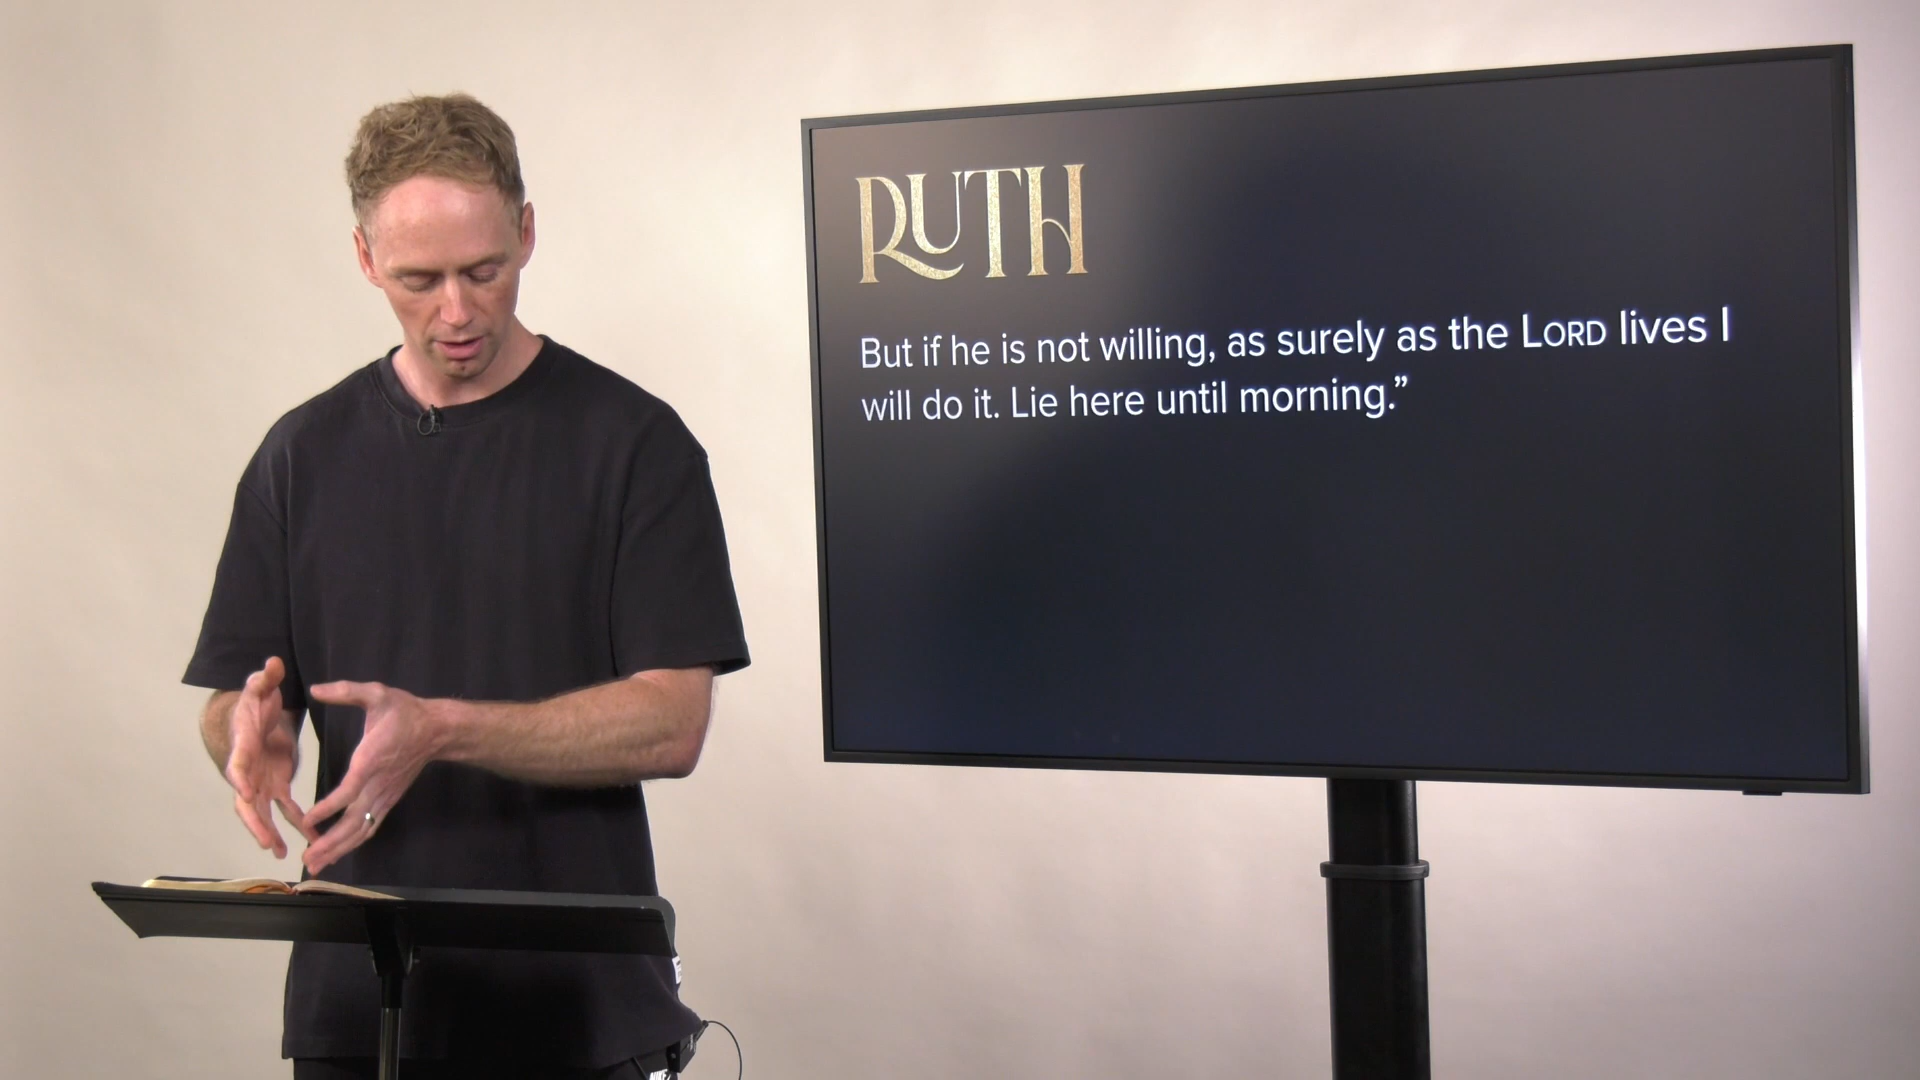 RUTH
But if he is not willing, as surely as the LORD lives I
will do it. Lie here until morning.”
NIKE